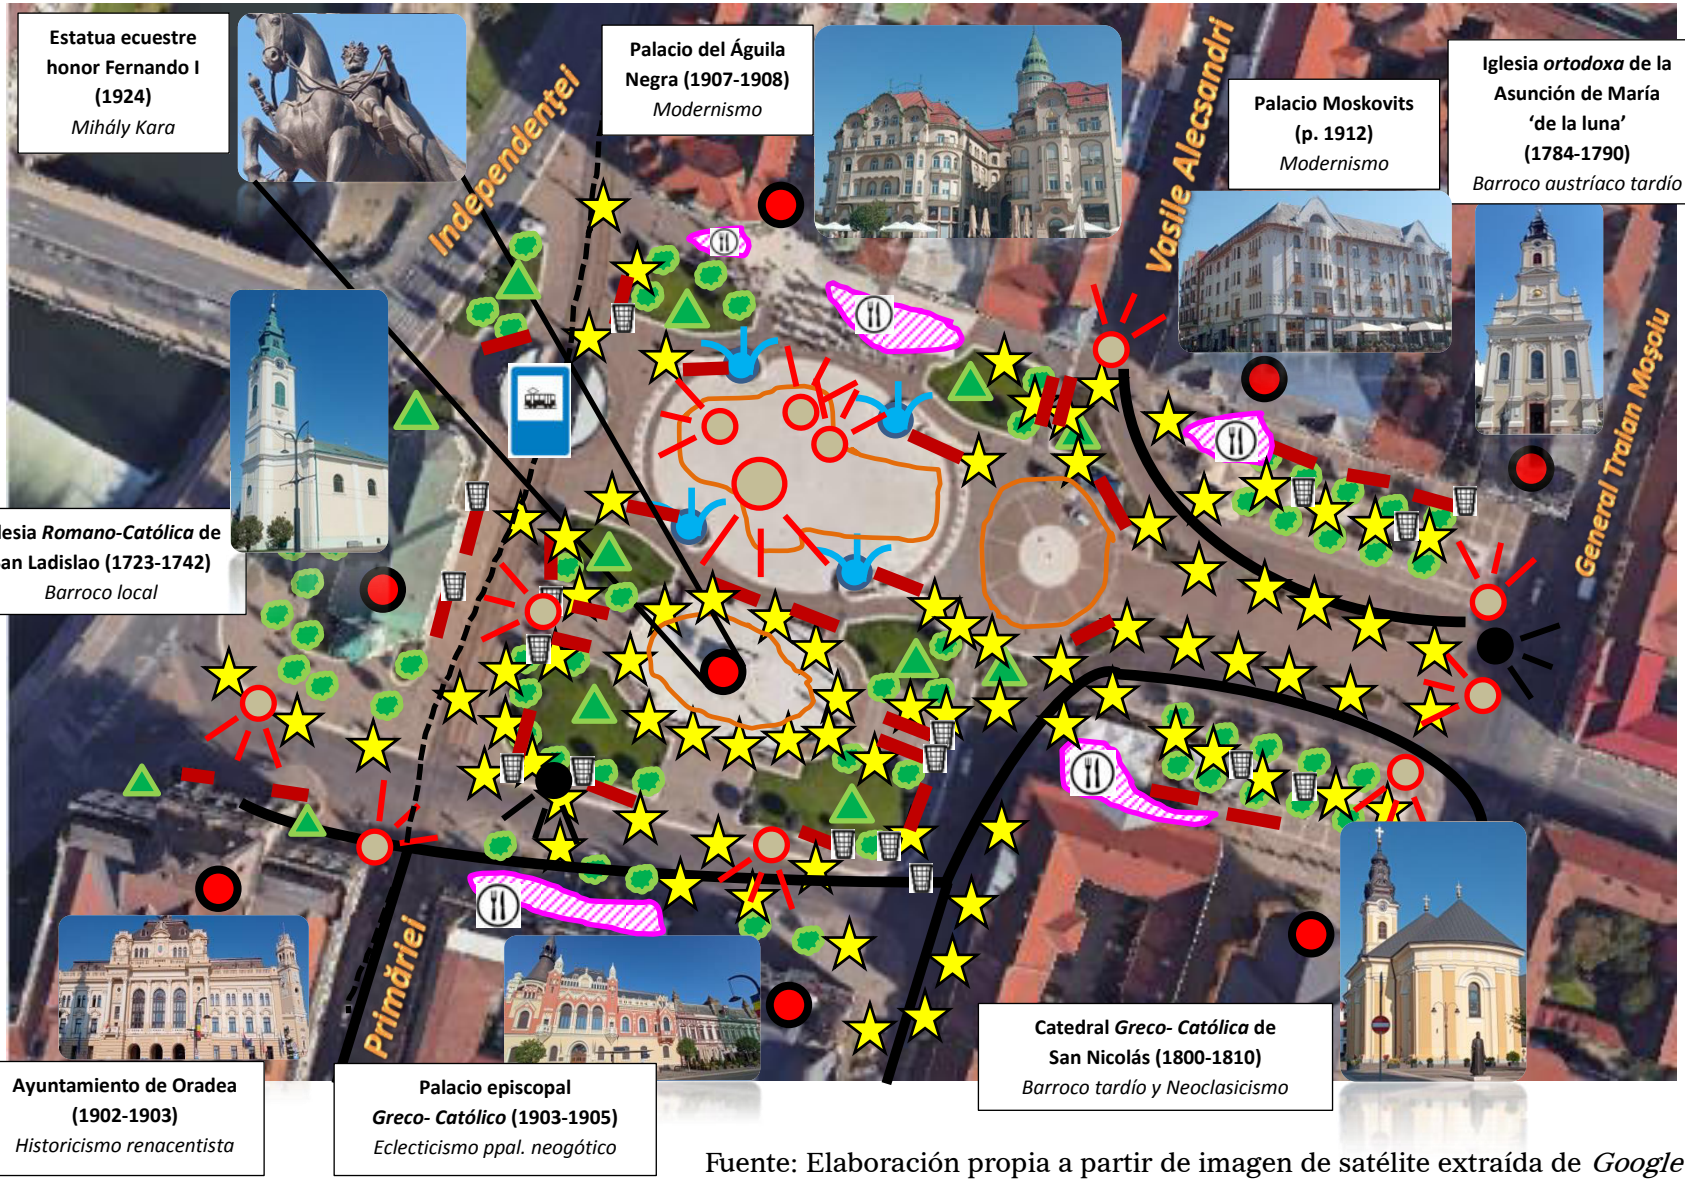 Estatua ecuestre
honor Fernando I
(1924)
Mihály Kara
Independenţei
Palacio del Águila
Negra (1907-1908)
Modernismo
Vasile Alecsandri
Palacio Moskovits
(p. 1912)
Modernismo
Iglesia ortodoxa de la
Asunción de María
‘de la luna’
(1784-1790)
Barroco austríaco tardío
General Traian Moşoiu
lesia Romano-Católica de
an Ladislao (1723-1742)
Barroco local
Primăriei
Ayuntamiento de Oradea
(1902-1903)
Historicismo renacentista
Palacio episcopal
Greco- Católico (1903-1905)
Eclecticismo ppal. neogótico
Catedral Greco- Católica de
San Nicolás (1800-1810)
Barroco tardío y Neoclasicismo
Fuente: Elaboración propia a partir de imagen de satélite extraída de Google